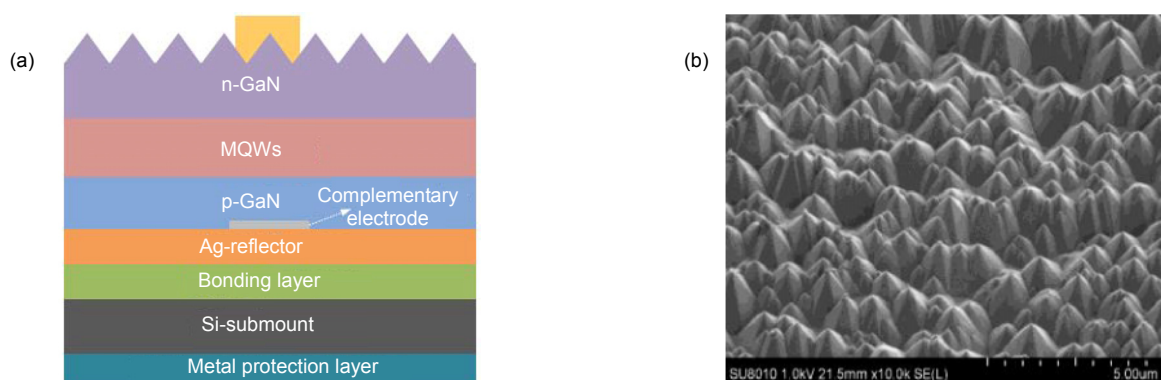 (a)
n-GaN
MQWs
p-GaN
Complementary
electrode
Ag-reflector
Bonding layer
Si-submount
Metal protection layer
(b)
SU8010 1.0kV 21.5mm x10.0k SE(L)
5.00um